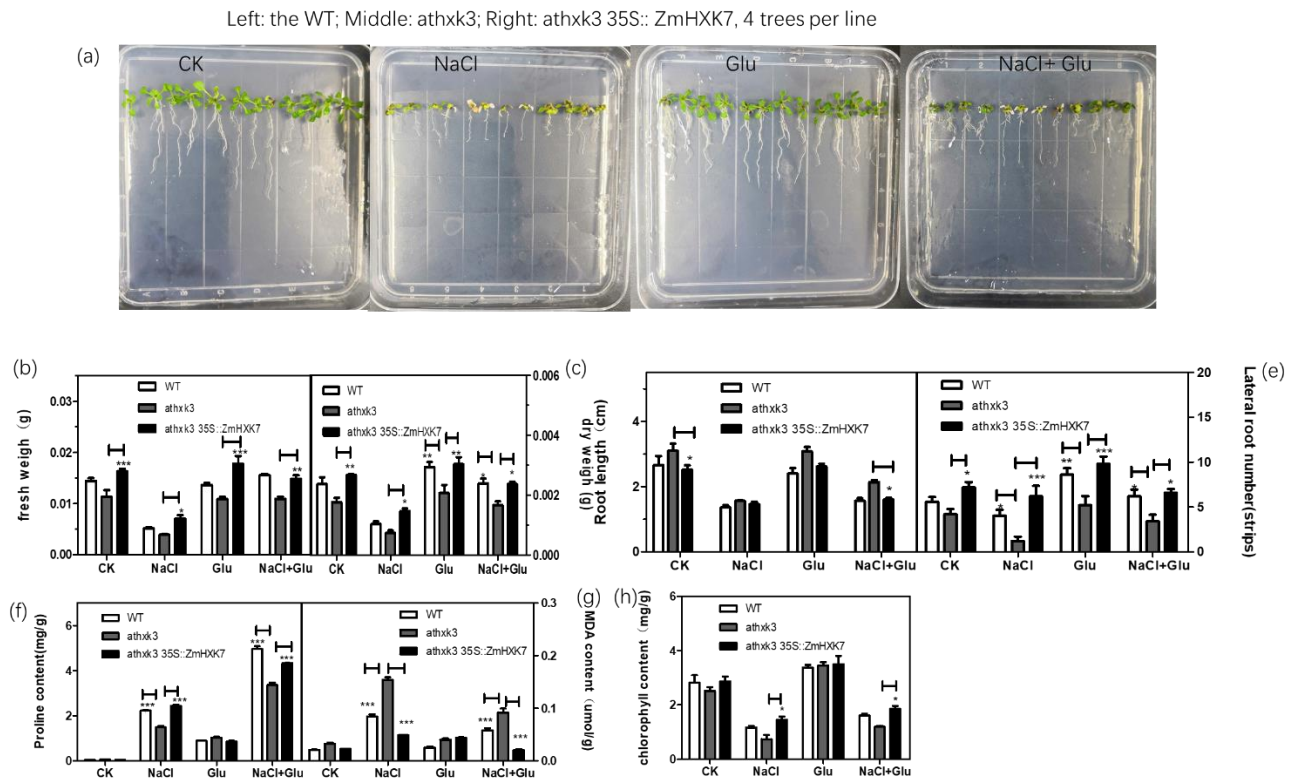 Left: the WT; Middle: athxk3; Right: athxk3 35S:: ZmHXK7, 4 trees per line
(a)
CK
NaCl
Glu
NaCl+ Glu
(b)
fresh weigh (g)
0.03
0.02
0.01
0.00
WT
athxk3
athxk3 35S::ZmHXK7
***
*
***
**
CK NaCl Glu NaCl+Glu
WT
athxk3
athxk3 35S::ZmHXK7
**
*
** **
* *
CK NaCl Glu NaCl+Glu
0.006
0.004
0.002
0.000
dry weigh (g)
(c)
Root length (cm)
4
2
0
WT
athxk3
athxk3 35S::ZmHXK7
*
*
CK NaCl Glu NaCl+Glu
WT
athxk3
athxk3 35S::ZmHXK7
*
* ***
** ***
* *
CK NaCl Glu NaCl+Glu
20
15
10
5
0
Lateral root number(strips)
(e)
(f)
Proline content(mg/g)
6
4
2
0
WT
athxk3
athxk3 35S::ZmHXK7
*** ***
*** ***
CK NaCl Glu NaCl+Glu
WT
athxk3
athxk3 35S::ZmHXK7
*** ***
*** ***
CK NaCl Glu NaCl+Glu
0.3
0.2
0.1
0.0
MDA content (umol/g)
(g)
(h)
chlorophyll content (mg/g)
6
4
2
0
WT
athxk3
athxk3 35S::ZmHXK7
*
*
CK NaCl Glu NaCl+Glu